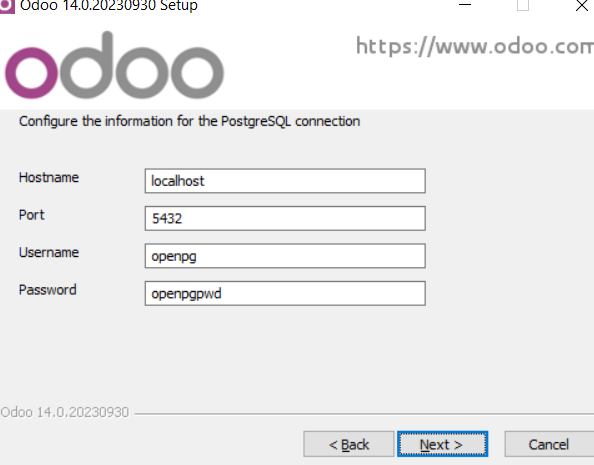 Odoo 14.0.20230930 Setup
odoo
https://www.odoo.com
Configure the information for the PostgreSQL connection
Hostname localhost
Port 5432
Username openpg
Password openpgpwd
Odoo 14.0.20230930
< Back Next > Cancel